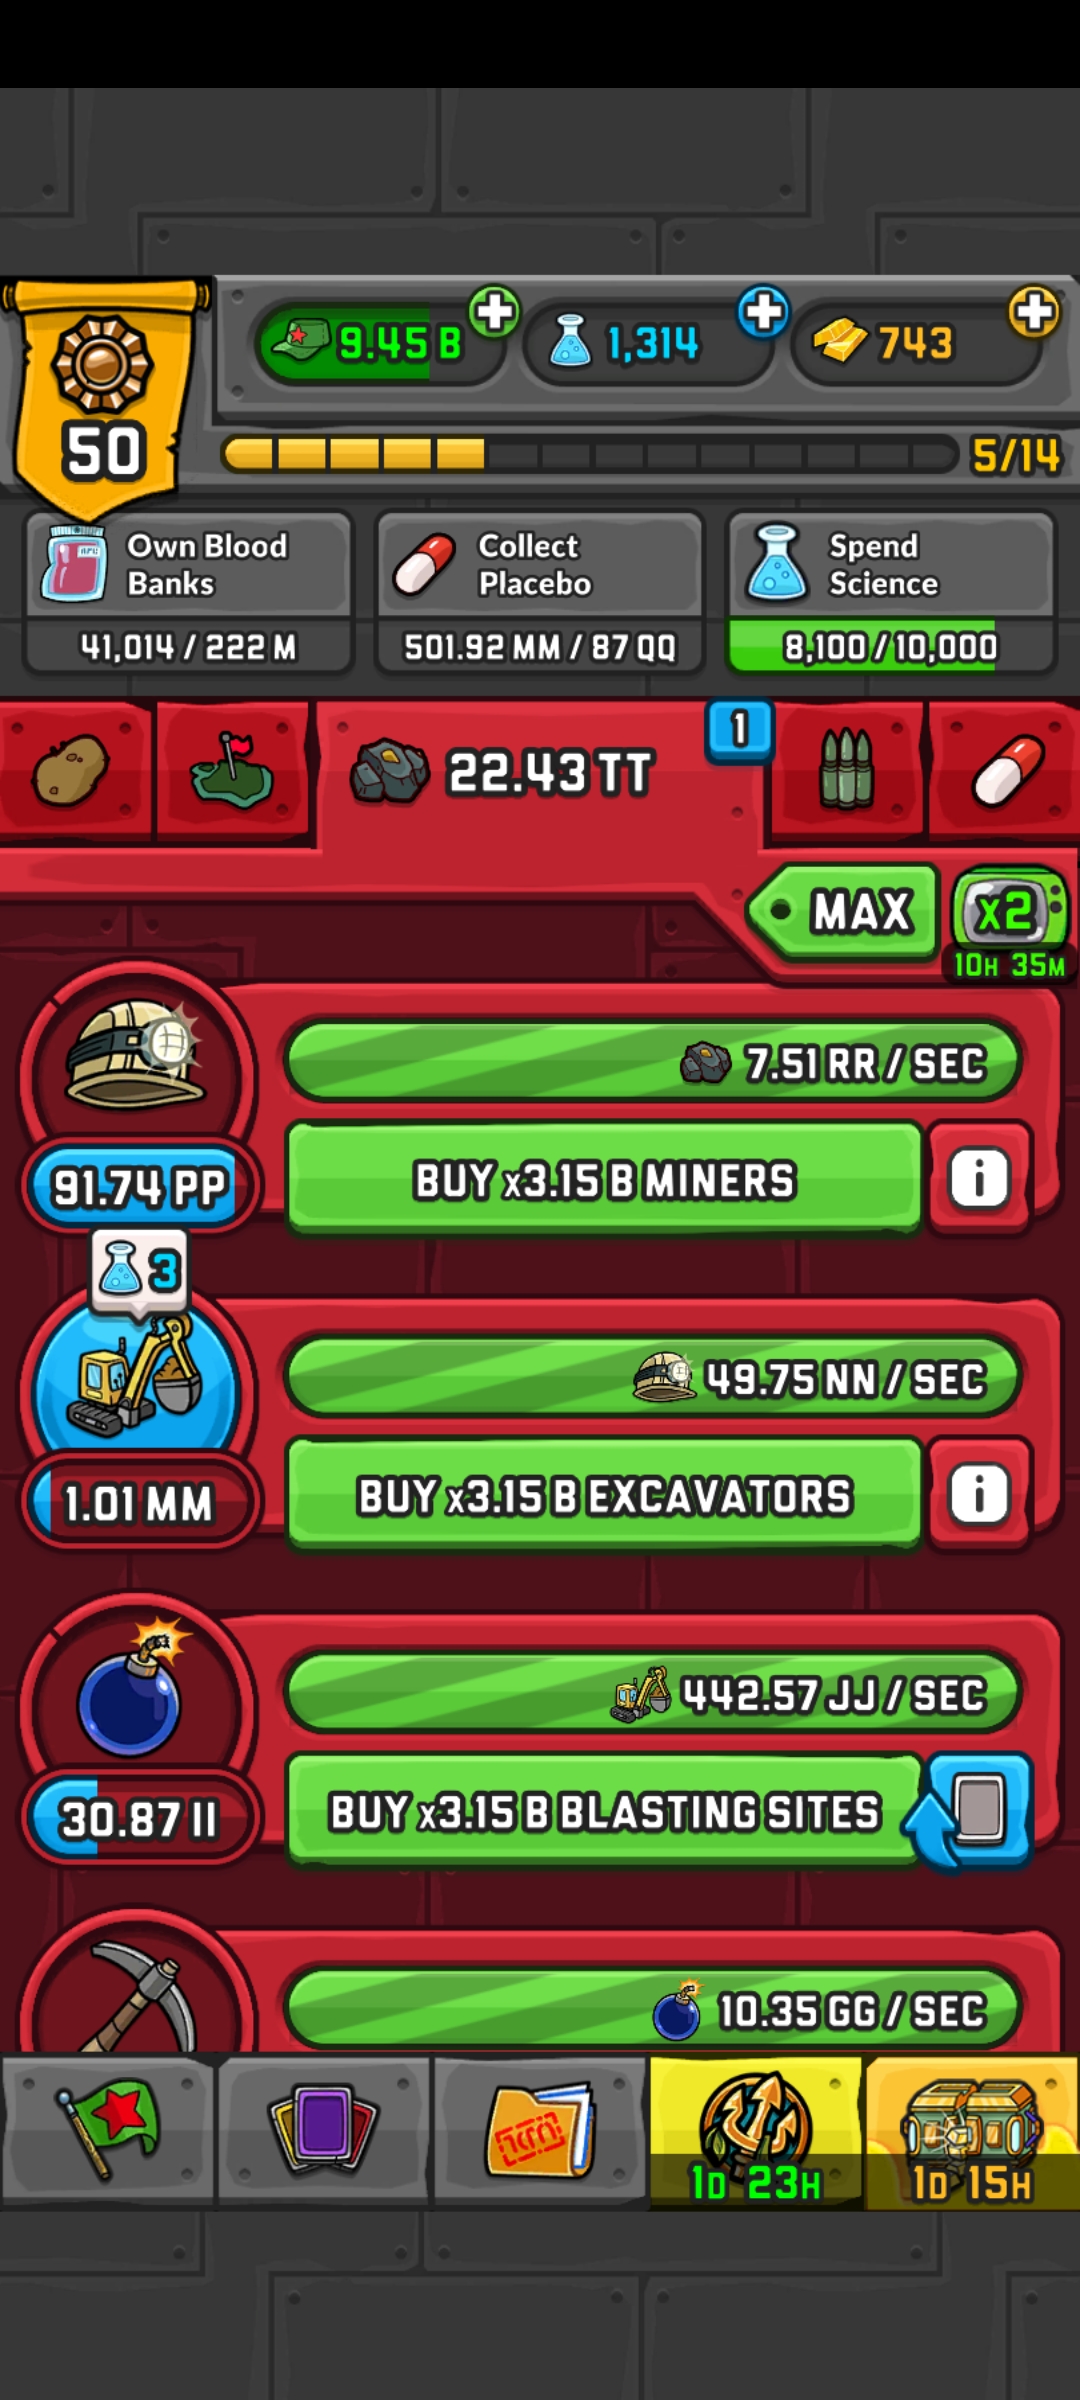 9.45 B
1,314
743
50
5/14
Own Blood
Banks
41,014 / 222 M
Collect
Placebo
501.92 MM / 87 QQ
Spend
Science
8,100 / 10,000
22.43 TT
1
MAX
x2
10H 35M
7.51 RR / SEC
91.74 PP
BUY x3.15 B MINERS
i
3
49.75 NN / SEC
1.01 MM
BUY x3.15 B EXCAVATORS
i
442.57 JJ / SEC
30.87 II
BUY x3.15 B BLASTING SITES
10.35 GG / SEC
1D 23H
1D 15H